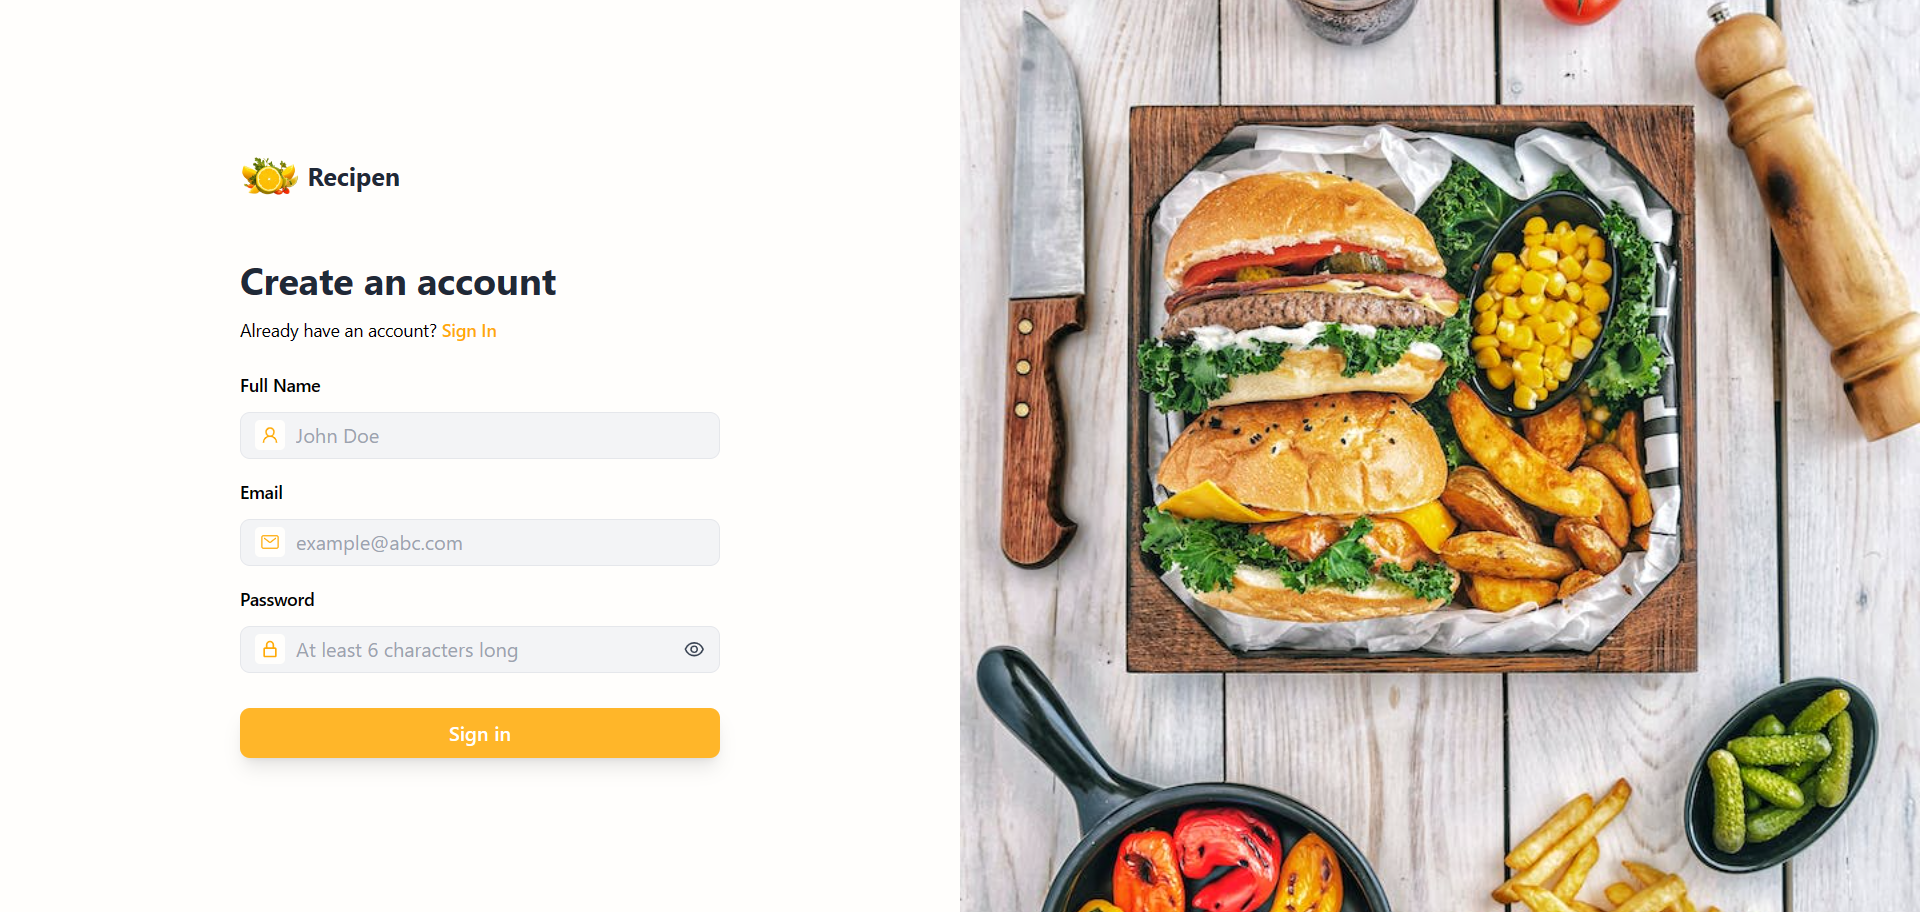 Recipen
Create an account
Already have an account? Sign In
Full Name
John Doe
Email
example@abc.com
Password
At least 6 characters long
Sign in